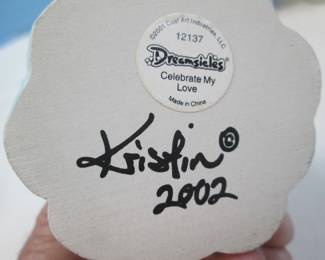 ©2001 Cast Art Industries, LLC.
12137
Dreamsicles
Celebrate My
Love
Made in China
Kristin ©
2002